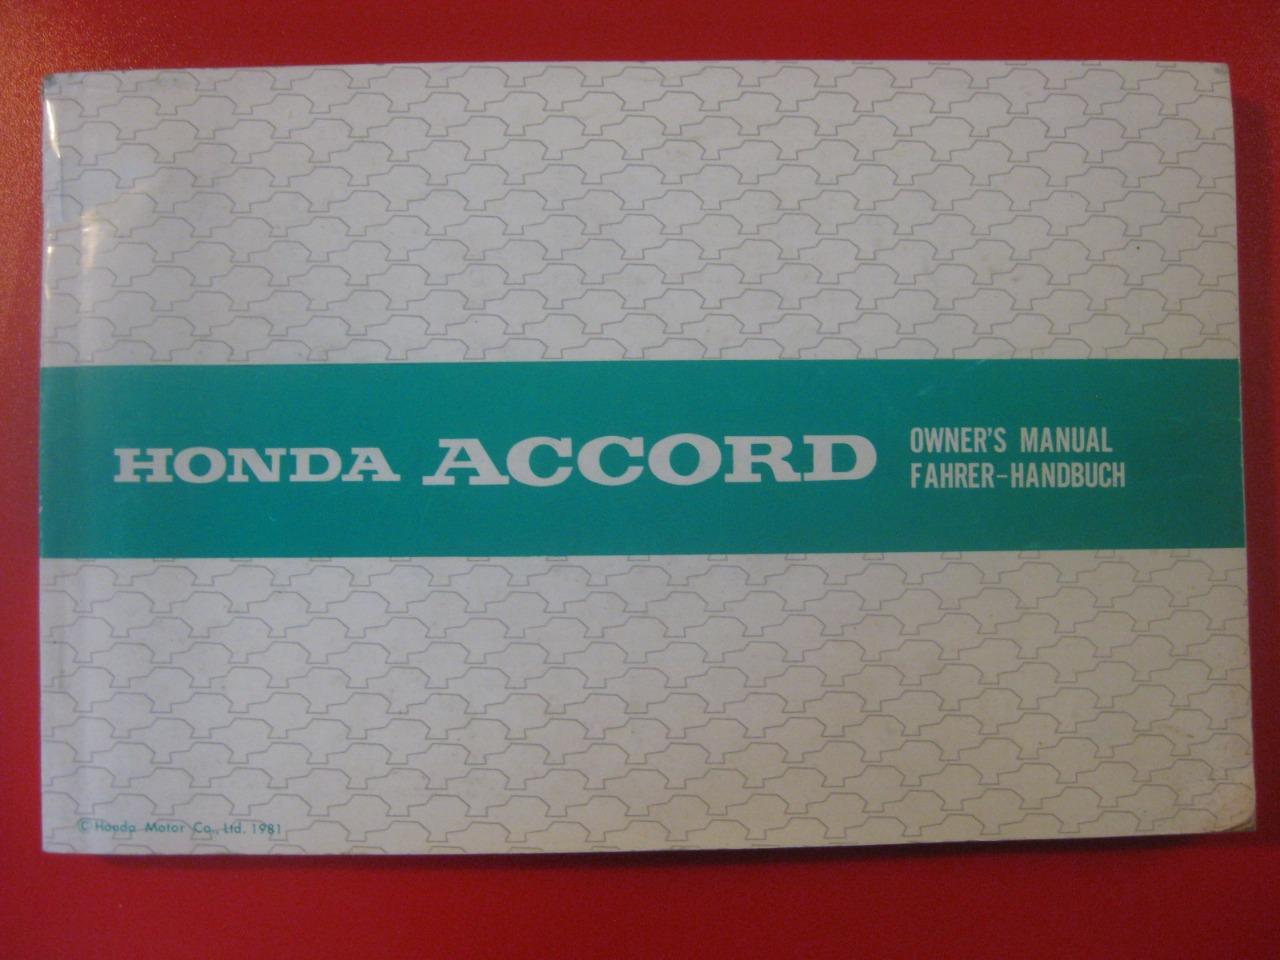 HONDA ACCORD
OWNER'S MANUAL
FAHRER-HANDBUCH
© Honda Motor Co., Ltd. 1981